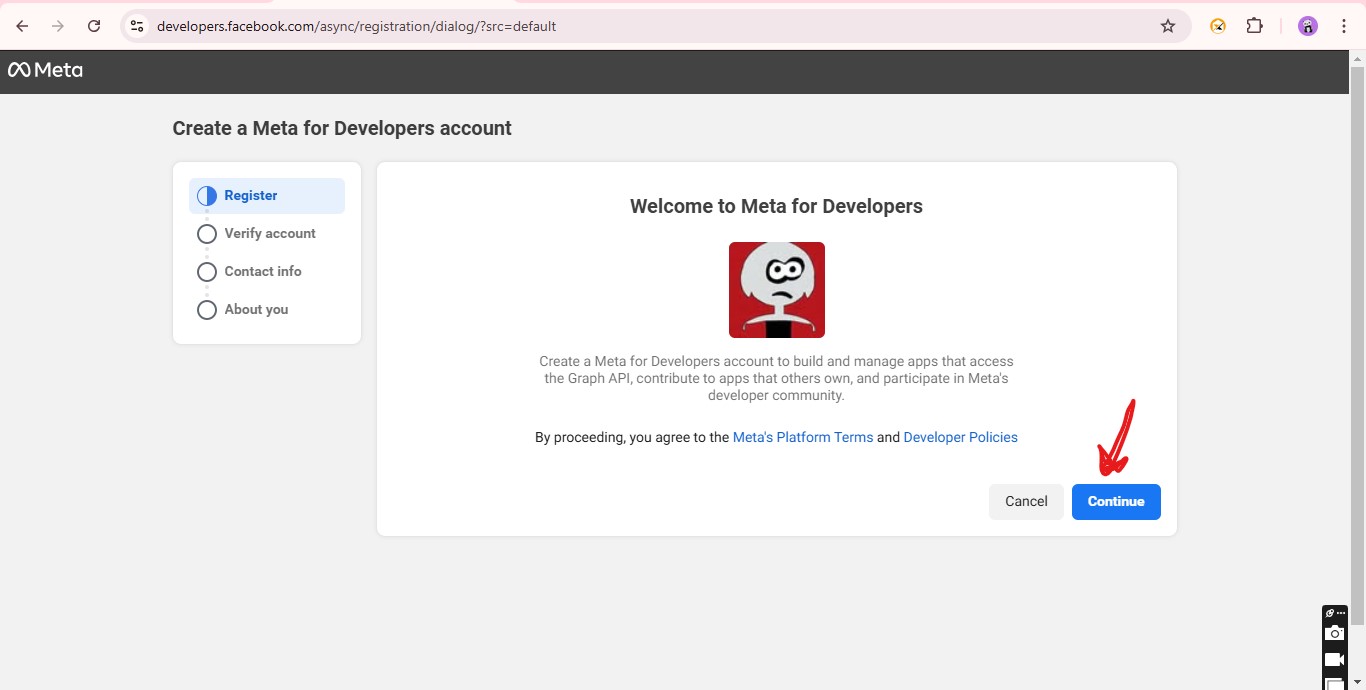 developers.facebook.com/async/registration/dialog/?src=default
Meta
Create a Meta for Developers account
Register
Verify account
Contact info
About you
Welcome to Meta for Developers
Create a Meta for Developers account to build and manage apps that access
the Graph API, contribute to apps that others own, and participate in Meta's
developer community.
By proceeding, you agree to the Meta's Platform Terms and Developer Policies
Cancel
Continue